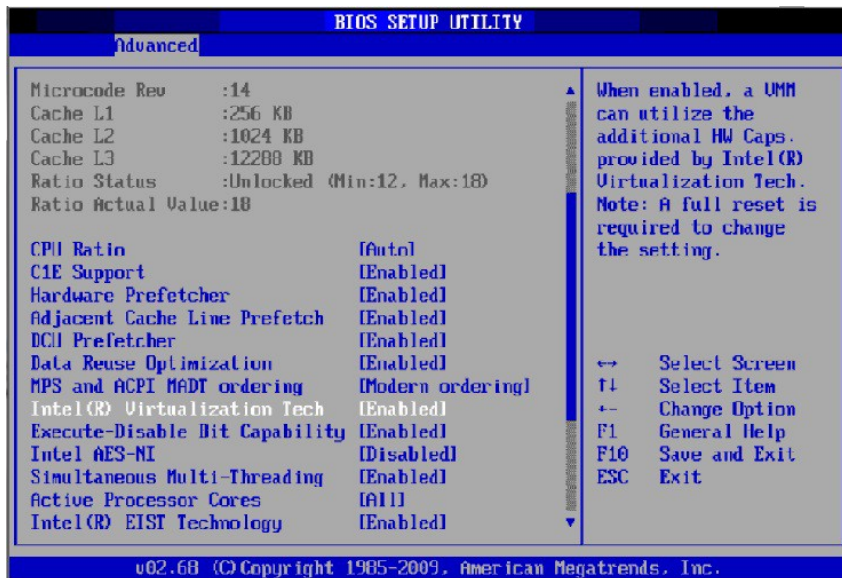 BIOS SETUP UTILITY
Advanced
Microcode Rev :14
Cache L1 :256 KB
Cache L2 :1024 KB
Cache L3 :12288 KB
Ratio Status :Unlocked (Min:12, Max:18)
Ratio Actual Value:18
CPU Ratio [Auto]
C1E Support [Enabled]
Hardware Prefetcher [Enabled]
Adjacent Cache Line Prefetch [Enabled]
DCU Prefetcher [Enabled]
Data Reuse Optimization [Enabled]
MPS and ACPI MADT ordering [Modern ordering]
Intel(R) Virtualization Tech [Enabled]
Execute-Disable Bit Capability [Enabled]
Intel AES-NI [Disabled]
Simultaneous Multi-Threading [Enabled]
Active Processor Cores [All]
Intel(R) EIST Technology [Enabled]
When enabled, a VMM
can utilize the
additional HW Caps.
provided by Intel(R)
Virtualization Tech.
Note: A full reset is
required to change
the setting.
↔ Select Screen
↑↓ Select Item
+- Change Option
F1 General Help
F10 Save and Exit
ESC Exit
v02.68 (C)Copyright 1985-2009, American Megatrends, Inc.